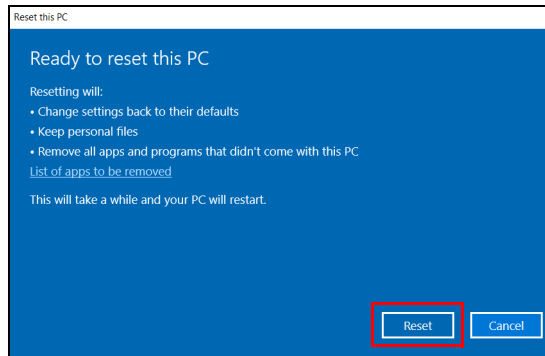 Reset this PC
Ready to reset this PC
Resetting will:
• Change settings back to their defaults
• Keep personal files
• Remove all apps and programs that didn't come with this PC
List of apps to be removed
This will take a while and your PC will restart.
Reset
Cancel